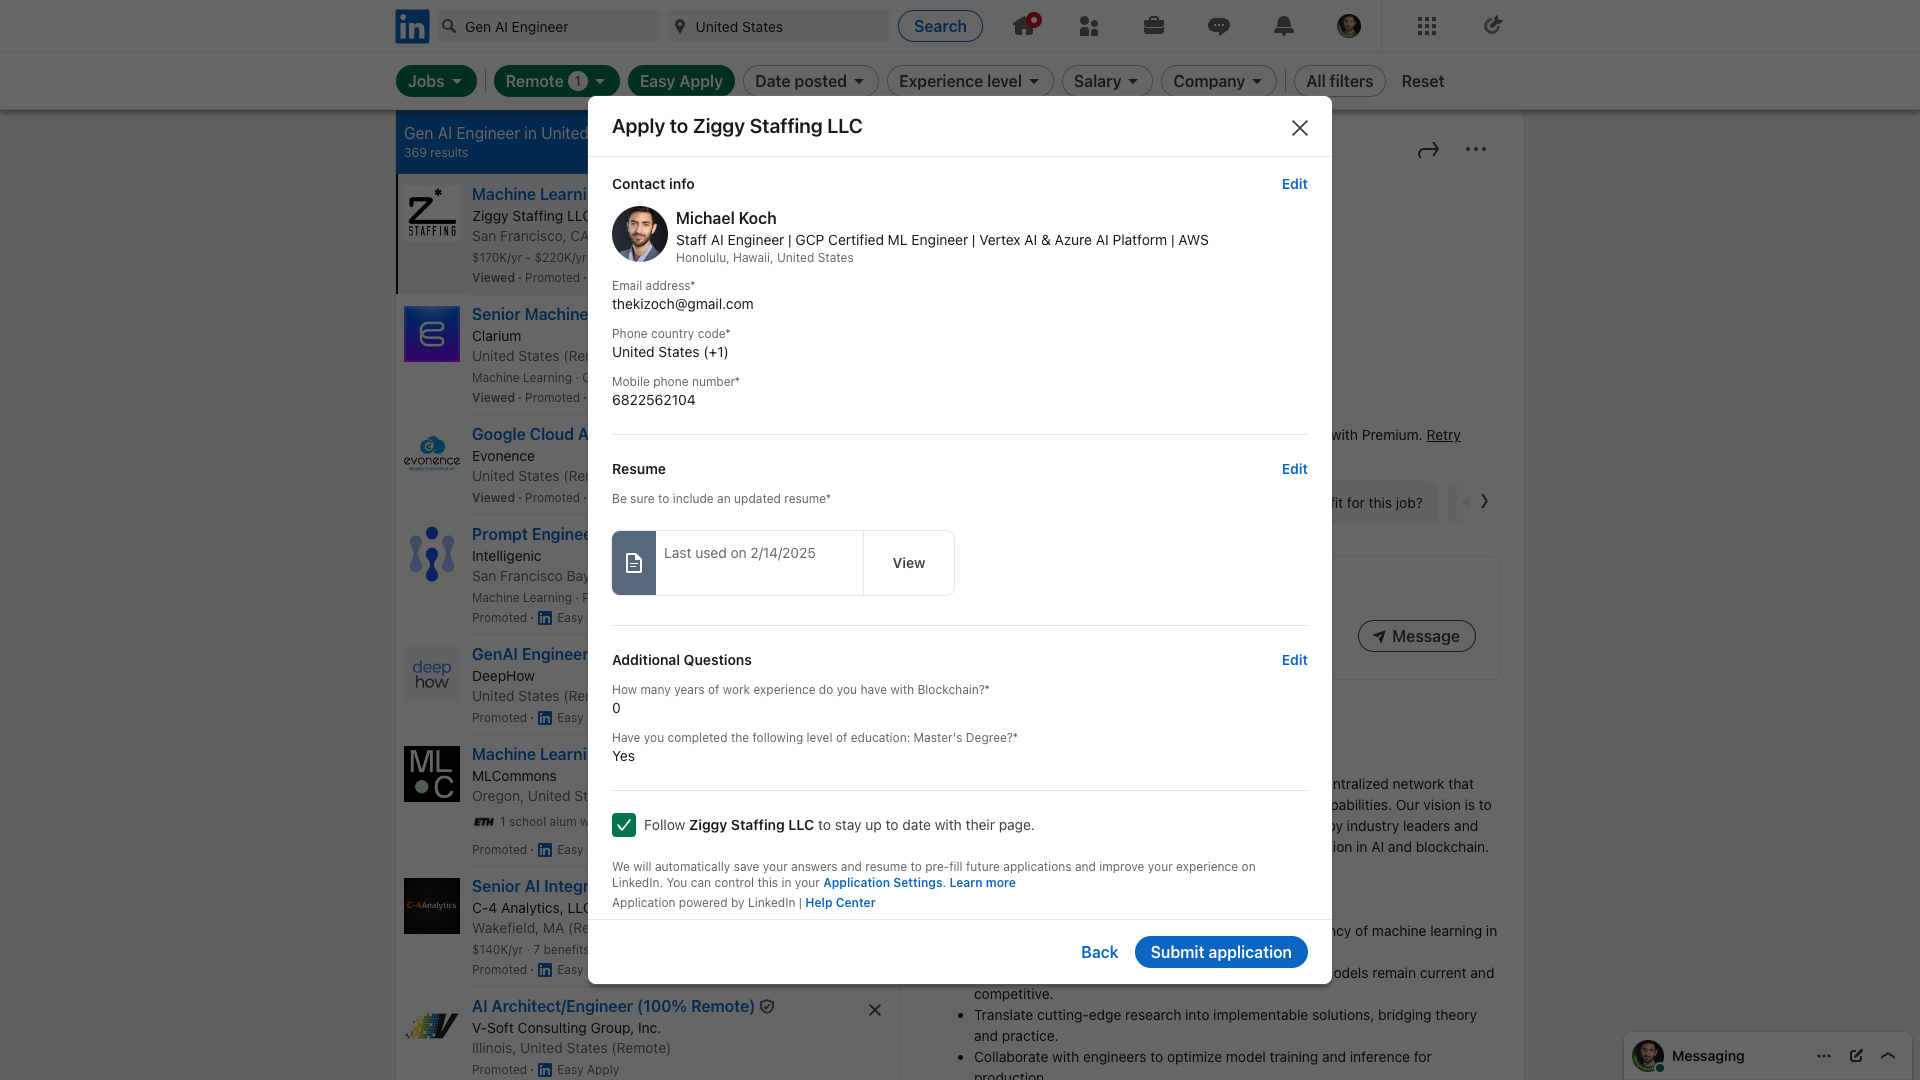 Gen AI Engineer
United States
Search
Jobs
Remote 1
Easy Apply
Date posted
Experience level
Salary
Company
All filters
Reset
Gen AI Engineer in United
369 results
Z*
STAFFING
Machine Learni
Ziggy Staffing LLC
San Francisco, CA
$170K/yr - $220K/yr
Viewed · Promoted ·
Senior Machine
Clarium
United States (Re
Machine Learning ·
Viewed · Promoted ·
evonence
Google Cloud A
Evonence
United States (Re
Viewed · Promoted ·
Prompt Enginee
Intelligenic
San Francisco Bay
Machine Learning ·
Promoted · in Easy
deep
how
GenAI Engineer
DeepHow
United States (Re
Promoted · in Easy
ML
C
Machine Learni
MLCommons
Oregon, United St
ETH 1 school alum w
Promoted · in Easy
C-4 Analytics
Senior AI Integr
C-4 Analytics, LLC
Wakefield, MA (Re
$140K/yr · 7 benefits
Promoted · in Easy
AI Architect/Engineer (100% Remote)
V-Soft Consulting Group, Inc.
Illinois, United States (Remote)
Promoted · in Easy Apply
Apply to Ziggy Staffing LLC
Contact info
Edit
Michael Koch
Staff AI Engineer | GCP Certified ML Engineer | Vertex AI & Azure AI Platform | AWS
Honolulu, Hawaii, United States
Email address*
thekizoch@gmail.com
Phone country code*
United States (+1)
Mobile phone number*
6822562104
Resume
Edit
Be sure to include an updated resume*
Last used on 2/14/2025
View
Additional Questions
Edit
How many years of work experience do you have with Blockchain?*
0
Have you completed the following level of education: Master's Degree?*
Yes
Follow Ziggy Staffing LLC to stay up to date with their page.
We will automatically save your answers and resume to pre-fill future applications and improve your experience on
LinkedIn. You can control this in your Application Settings. Learn more
Application powered by LinkedIn | Help Center
Back
Submit application
with Premium. Retry
fit for this job?
Message
ntralized network that
pabilities. Our vision is to
by industry leaders and
ion in AI and blockchain.
ncy of machine learning in
odels remain current and
competitive.
• Translate cutting-edge research into implementable solutions, bridging theory
and practice.
• Collaborate with engineers to optimize model training and inference for
production.
Messaging